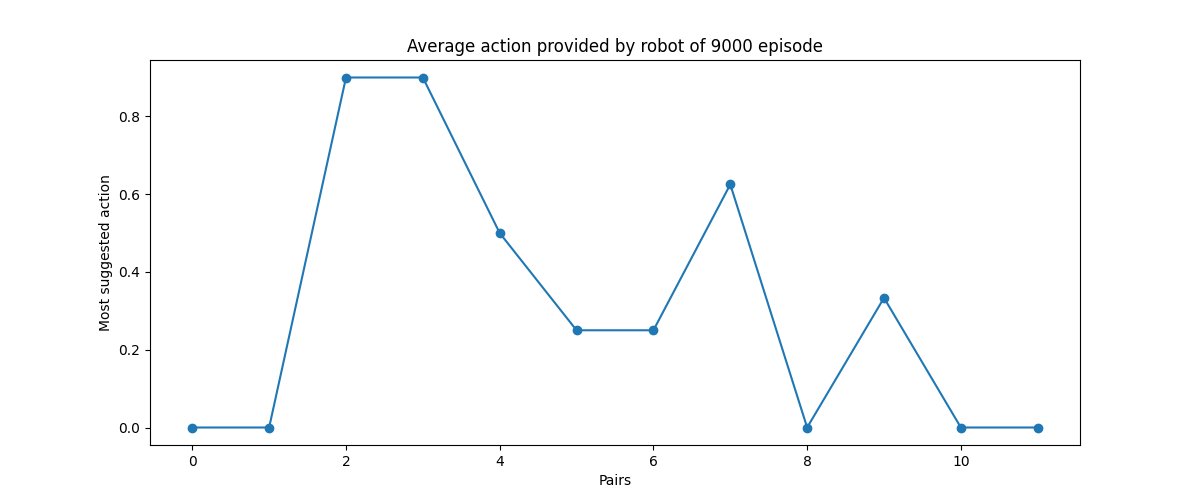 Average action provided by robot of 9000 episode
Most suggested action
0.8
0.6
0.4
0.2
0.0
0 2 4 6 8 10
Pairs